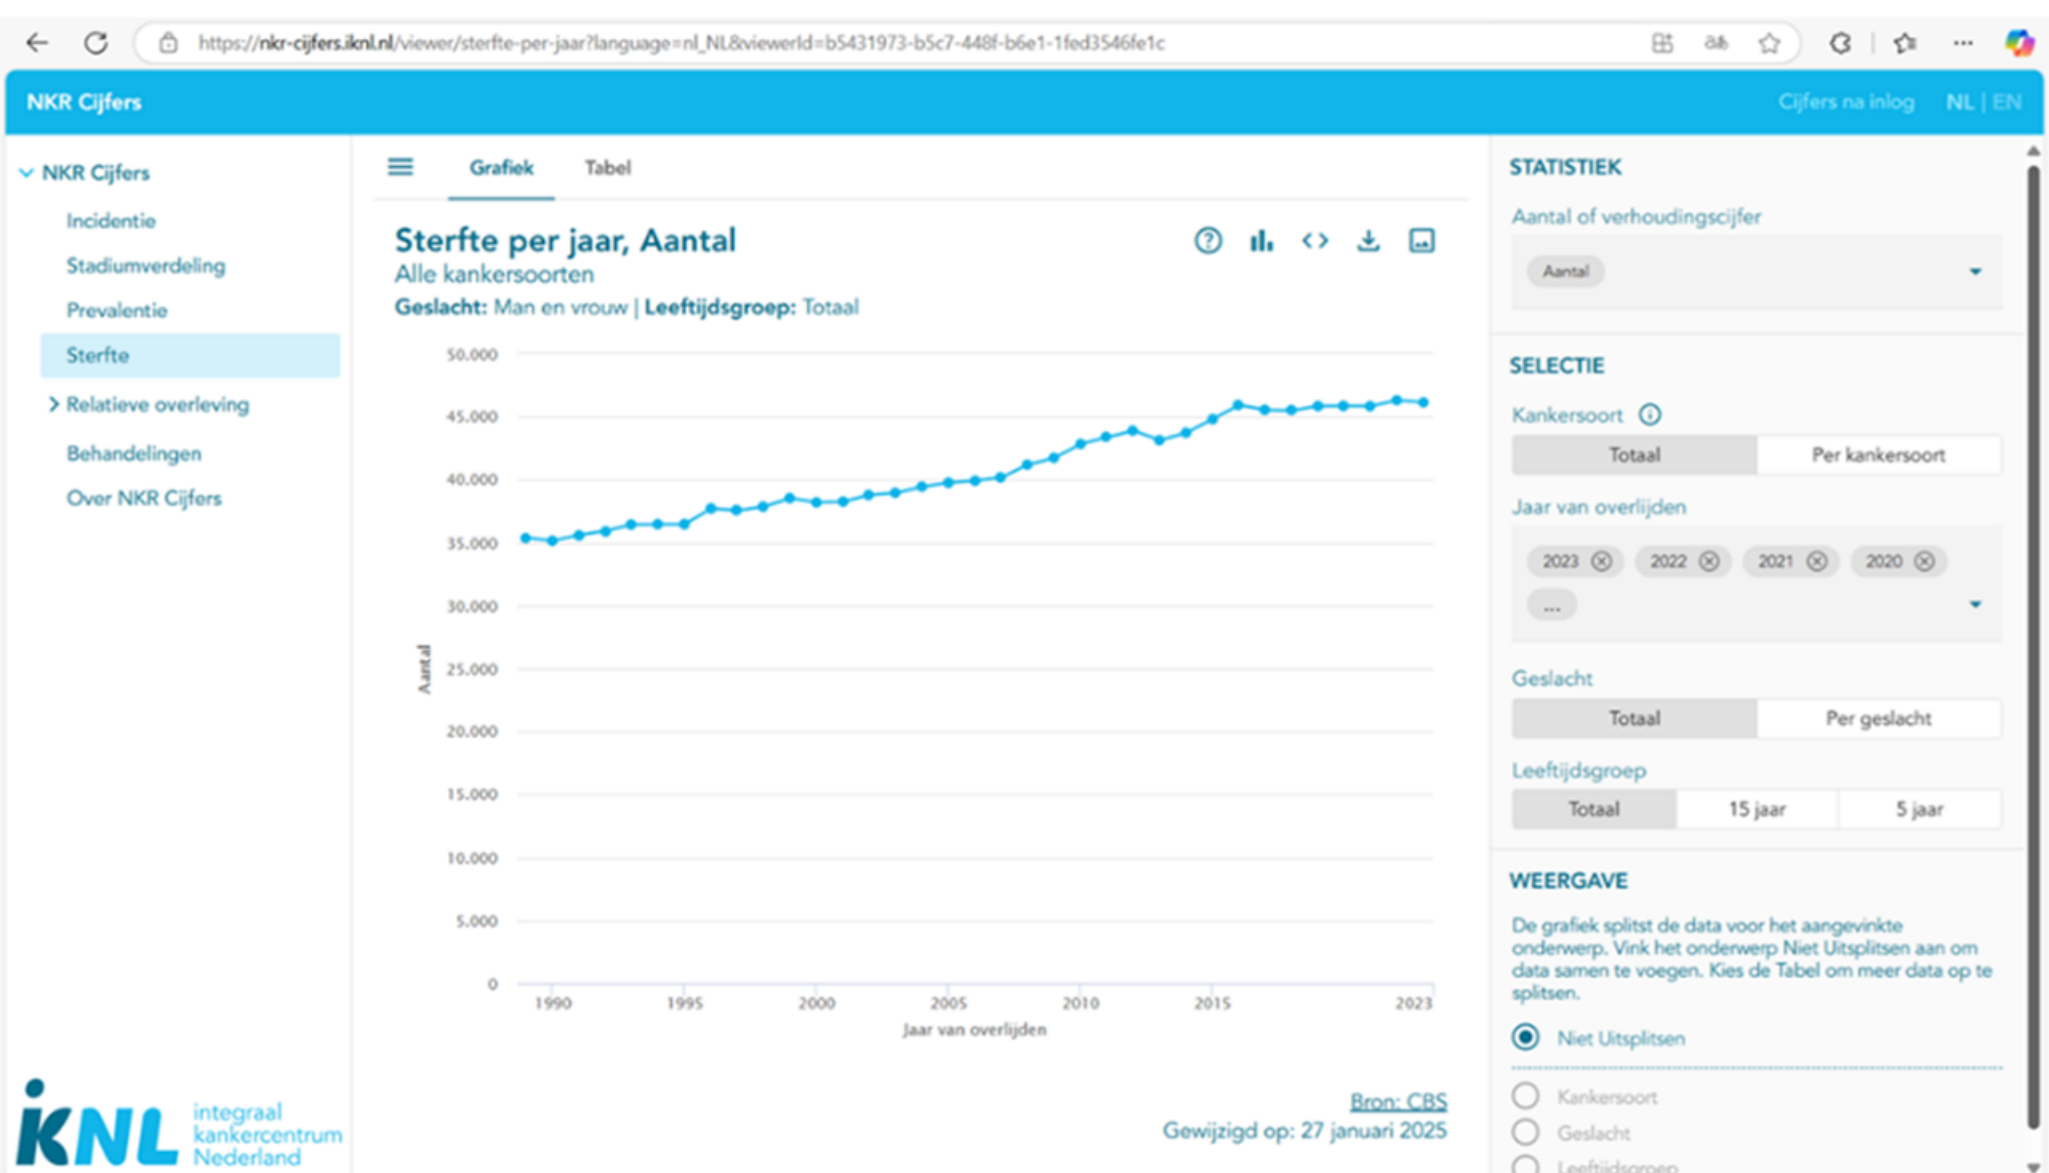 https://nkr-cijfers.iknl.nl/viewer/sterfte-per-jaar?language=nl_NL&viewerId=b5431973-b5c7-448f-b6e1-1fed3546fe1c
NKR Cijfers
Cijfers na inlog NL | EN
NKR Cijfers
Incidentie
Stadiumverdeling
Prevalentie
Sterfte
Relatieve overleving
Behandelingen
Over NKR Cijfers
Grafiek Tabel
Sterfte per jaar, Aantal
Alle kankersoorten
Geslacht: Man en vrouw | Leeftijdsgroep: Totaal
50.000
45.000
40.000
35.000
30.000
25.000
20.000
15.000
10.000
5.000
0
Aantal
1990 1995 2000 2005 2010 2015 2023
Jaar van overlijden
Bron: CBS
Gewijzigd op: 27 januari 2025
STATISTIEK
Aantal of verhoudingscijfer
Aantal
SELECTIE
Kankersoort
Totaal Per kankersoort
Jaar van overlijden
2023 2022 2021 2020
...
Geslacht
Totaal Per geslacht
Leeftijdsgroep
Totaal 15 jaar 5 jaar
WEERGAVE
De grafiek splitst de data voor het aangevinkte
onderwerp. Vink het onderwerp Niet Uitsplitsen aan om
data samen te voegen. Kies de Tabel om meer data op te
splitsen.
Niet Uitsplitsen
Kankersoort
Geslacht
Leeftijdsgroep
iKNL
integraal
kankercentrum
Nederland